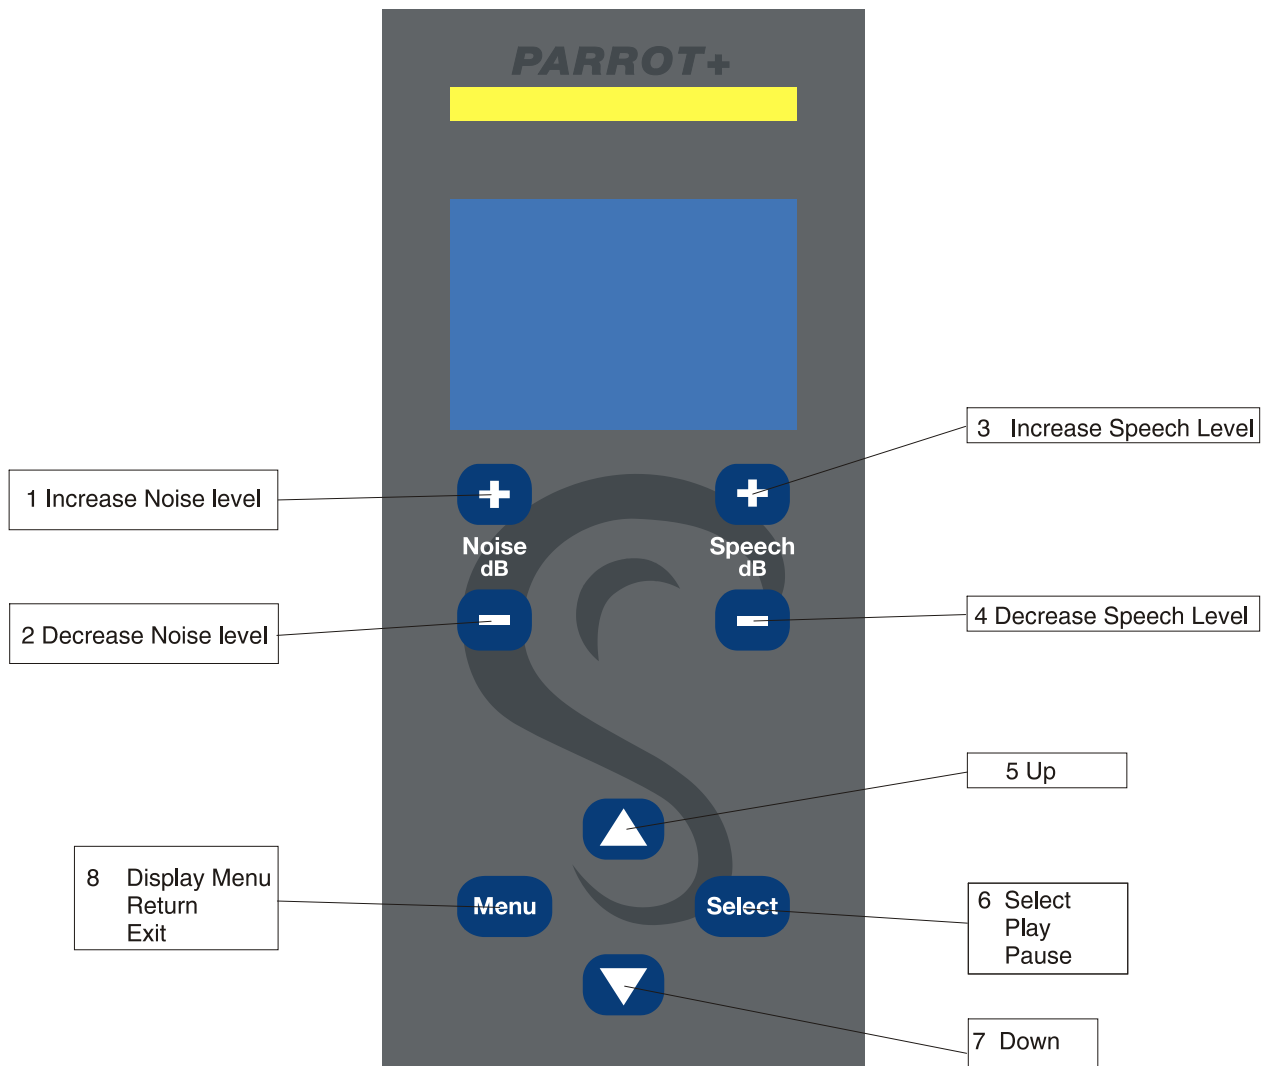 PARROT+
3 Increase Speech Level
1 Increase Noise level
Noise
dB
Speech
dB
2 Decrease Noise level
4 Decrease Speech Level
5 Up
8 Display Menu
Return
Exit
Menu
Select
6 Select
Play
Pause
7 Down